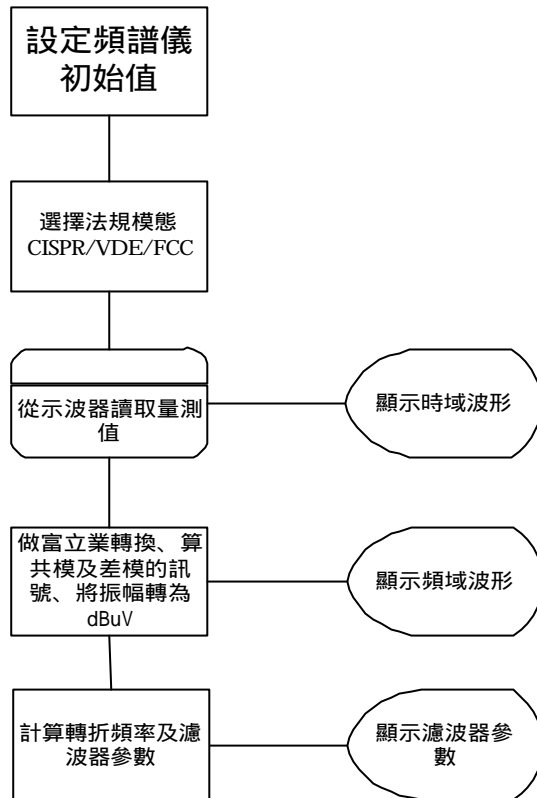 設定頻譜儀
初始值
選擇法規模態
CISPR/VDE/FCC
從示波器讀取量測
值
顯示時域波形
做富立業轉換、算
共模及差模的訊
號、將振幅轉為
dBuV
顯示頻域波形
計算轉折頻率及濾
波器參數
顯示濾波器參
數